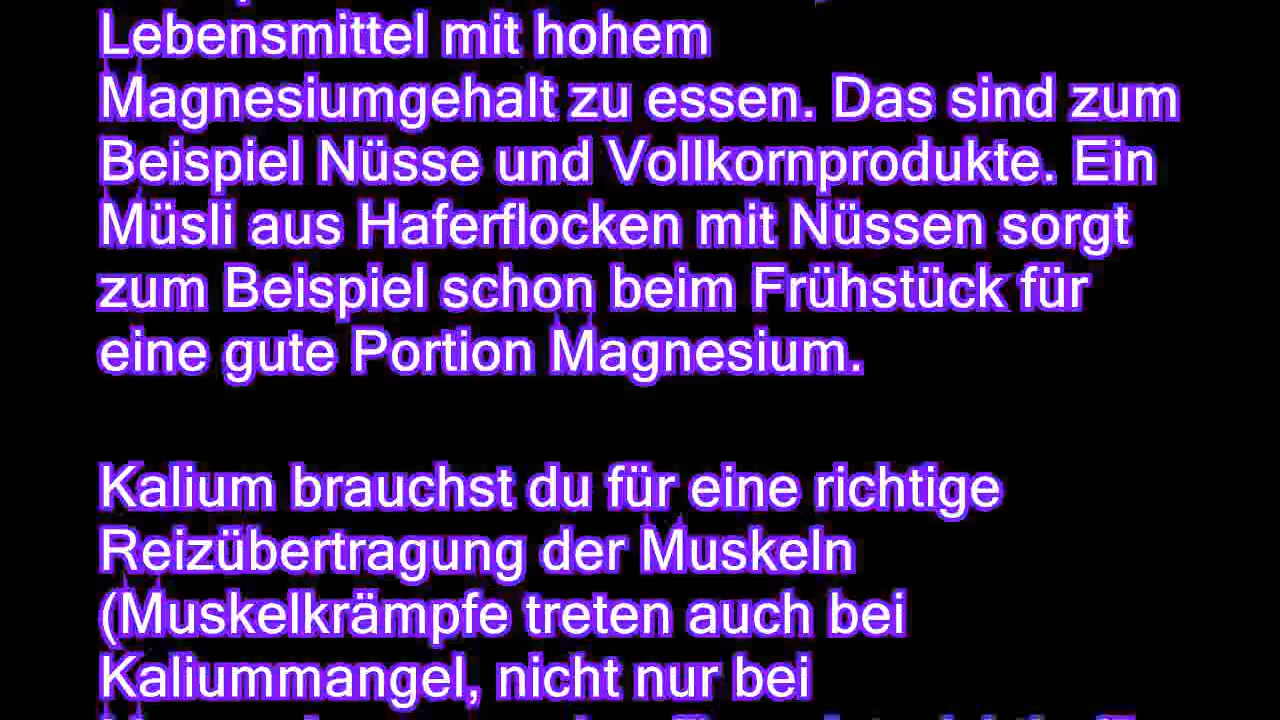 Lebensmittel mit hohem
Magnesiumgehalt zu essen. Das sind zum
Beispiel Nüsse und Vollkornprodukte. Ein
Müsli aus Haferflocken mit Nüssen sorgt
zum Beispiel schon beim Frühstück für
eine gute Portion Magnesium.
Kalium brauchst du für eine richtige
Reizübertragung der Muskeln
(Muskelkrämpfe treten auch bei
Kaliummangel, nicht nur bei